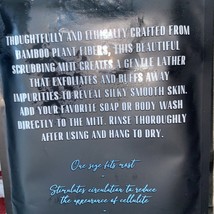 THOUGHTFULLY AND ETHICALLY CRAFTED FROM
BAMBOO PLANT FIBERS, THIS BEAUTIFUL
SCRUBBING MITT CREATES A GENTLE LATHER
THAT EXFOLIATES AND BUFFS AWAY
IMPURITIES TO REVEAL SILKY SMOOTH SKIN.
ADD YOUR FAVORITE SOAP OR BODY WASH
DIRECTLY TO THE MITT. RINSE THOROUGHLY
AFTER USING AND HANG TO DRY.
One size fits most
Stimulates circulation to reduce
the appearance of cellulite